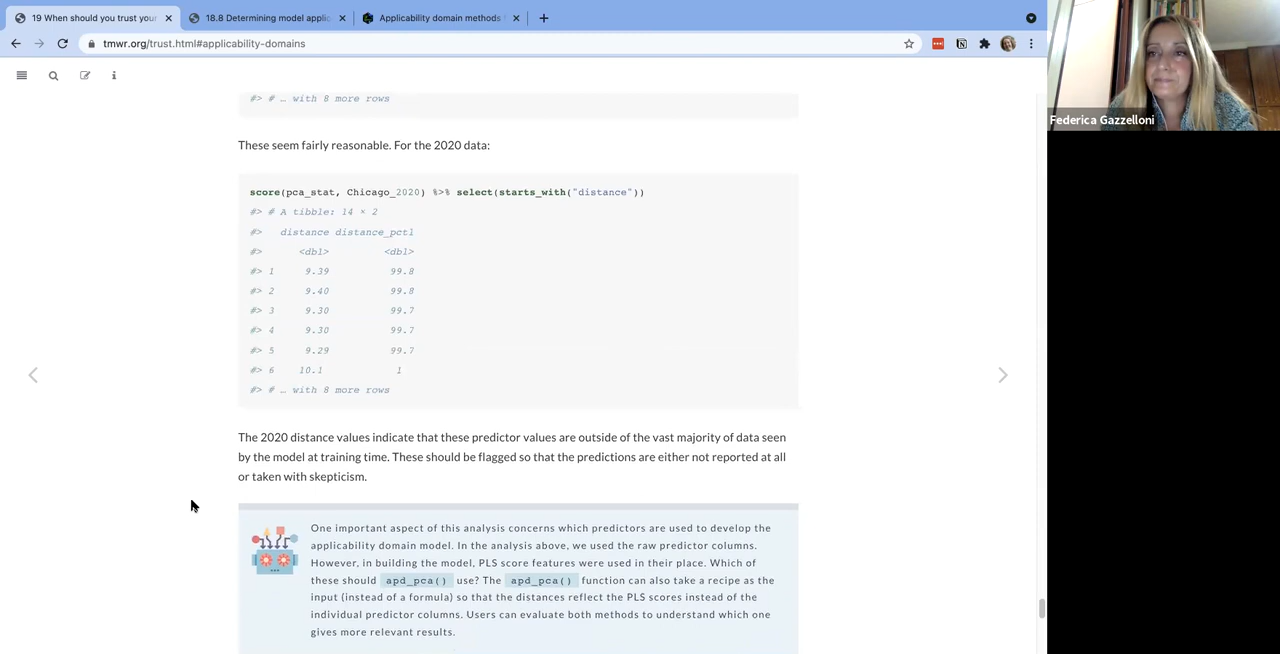 19 When should you trust your
18.8 Determining model applic
Applicability domain methods
tmwr.org/trust.html#applicability-domains
Federica Gazzelloni
#> # … with 8 more rows
These seem fairly reasonable. For the 2020 data:
score(pca_stat, Chicago_2020) %>% select(starts_with("distance"))
#> # A tibble: 14 × 2
#> distance distance_pctl
#> <dbl> <dbl>
#> 1 9.39 99.8
#> 2 9.40 99.8
#> 3 9.30 99.7
#> 4 9.30 99.7
#> 5 9.29 99.7
#> 6 10.1 1
#> # … with 8 more rows
The 2020 distance values indicate that these predictor values are outside of the vast majority of data seen
by the model at training time. These should be flagged so that the predictions are either not reported at all
or taken with skepticism.
One important aspect of this analysis concerns which predictors are used to develop the
applicability domain model. In the analysis above, we used the raw predictor columns.
However, in building the model, PLS score features were used in their place. Which of
these should apd_pca() use? The apd_pca() function can also take a recipe as the
input (instead of a formula) so that the distances reflect the PLS scores instead of the
individual predictor columns. Users can evaluate both methods to understand which one
gives more relevant results.